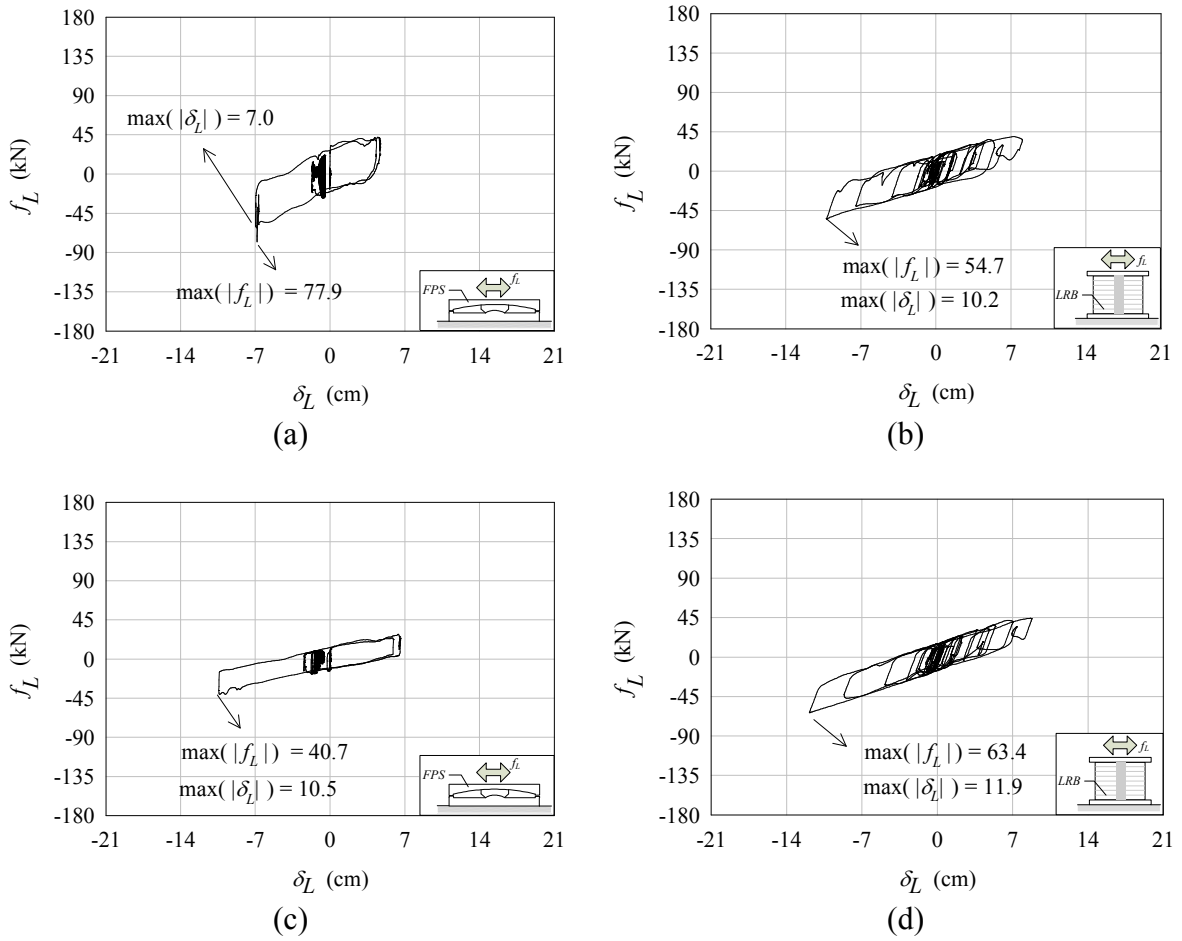 180
135
90
45
0
-45
-90
-135
-180
f_L (kN)
max( |δ_L| ) = 7.0
max( | f_L | ) = 77.9
FPS
f_L
-21 -14 -7 0 7 14 21
δ_L (cm)
(a)
180
135
90
45
0
-45
-90
-135
-180
f_L (kN)
max( | f_L | ) = 54.7
max( |δ_L| ) = 10.2
LRB
f_L
-21 -14 -7 0 7 14 21
δ_L (cm)
(b)
180
135
90
45
0
-45
-90
-135
-180
f_L (kN)
max( | f_L | ) = 40.7
max( |δ_L| ) = 10.5
FPS
f_L
-21 -14 -7 0 7 14 21
δ_L (cm)
(c)
180
135
90
45
0
-45
-90
-135
-180
f_L (kN)
max( | f_L | ) = 63.4
max( |δ_L| ) = 11.9
LRB
f_L
-21 -14 -7 0 7 14 21
δ_L (cm)
(d)